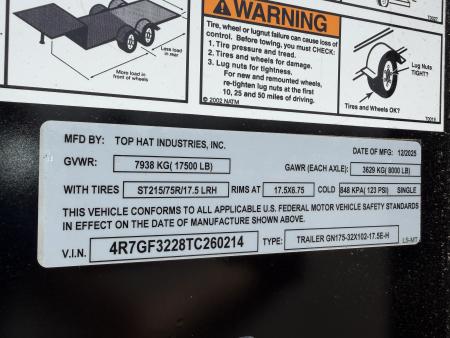 WARNING
Tire, wheel or lugnut failure can cause loss of
control. Before towing, you must CHECK:
1. Tire pressure and tread.
2. Tires and wheels for damage.
3. Lug nuts for tightness.
For new and remounted wheels,
re-tighten lug nuts at the first
10, 25 and 50 miles of driving.
© 2002 NATM
Less load
in rear
More load
in front of wheels
Lug Nuts
TIGHT?
Tires and Wheels OK?
MFD BY: TOP HAT INDUSTRIES, INC.
DATE OF MFG: 12/2025
GVWR: 7938 KG( 17500 LB)
GAWR (EACH AXLE): 3629 KG( 8000 LB)
WITH TIRES ST215/75R/17.5 LRH RIMS AT 17.5X6.75 COLD 848 KPA( 123 PSI) SINGLE
THIS VEHICLE CONFORMS TO ALL APPLICABLE U.S. FEDERAL MOTOR VEHICLE SAFETY STANDARDS
IN EFFECT ON THE DATE OF MANUFACTURE SHOWN ABOVE.
V.I.N. 4R7GF3228TC260214 TYPE: TRAILER GN175-32X102-17.5E-H